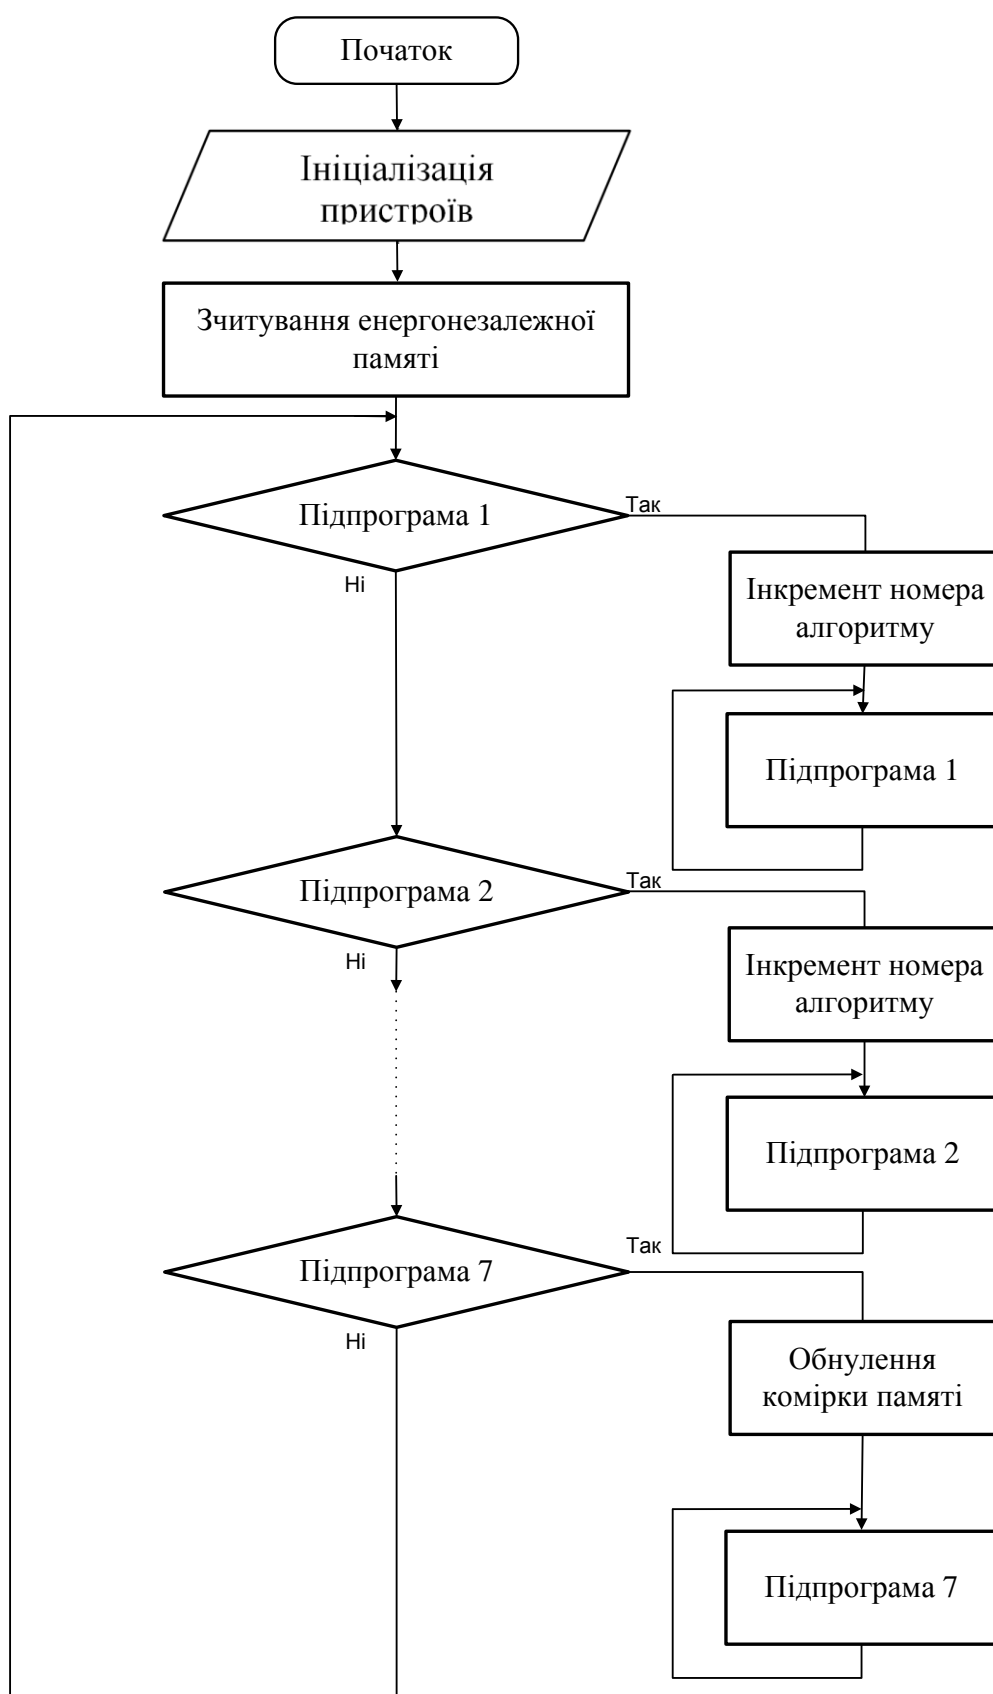 Початок
Ініціалізація
пристроїв
Зчитування енергонезалежної
памяті
Підпрограма 1
Так
Ні
Інкремент номера
алгоритму
Підпрограма 1
Підпрограма 2
Так
Ні
Інкремент номера
алгоритму
Підпрограма 2
Підпрограма 7
Так
Ні
Обнулення
комірки памяті
Підпрограма 7